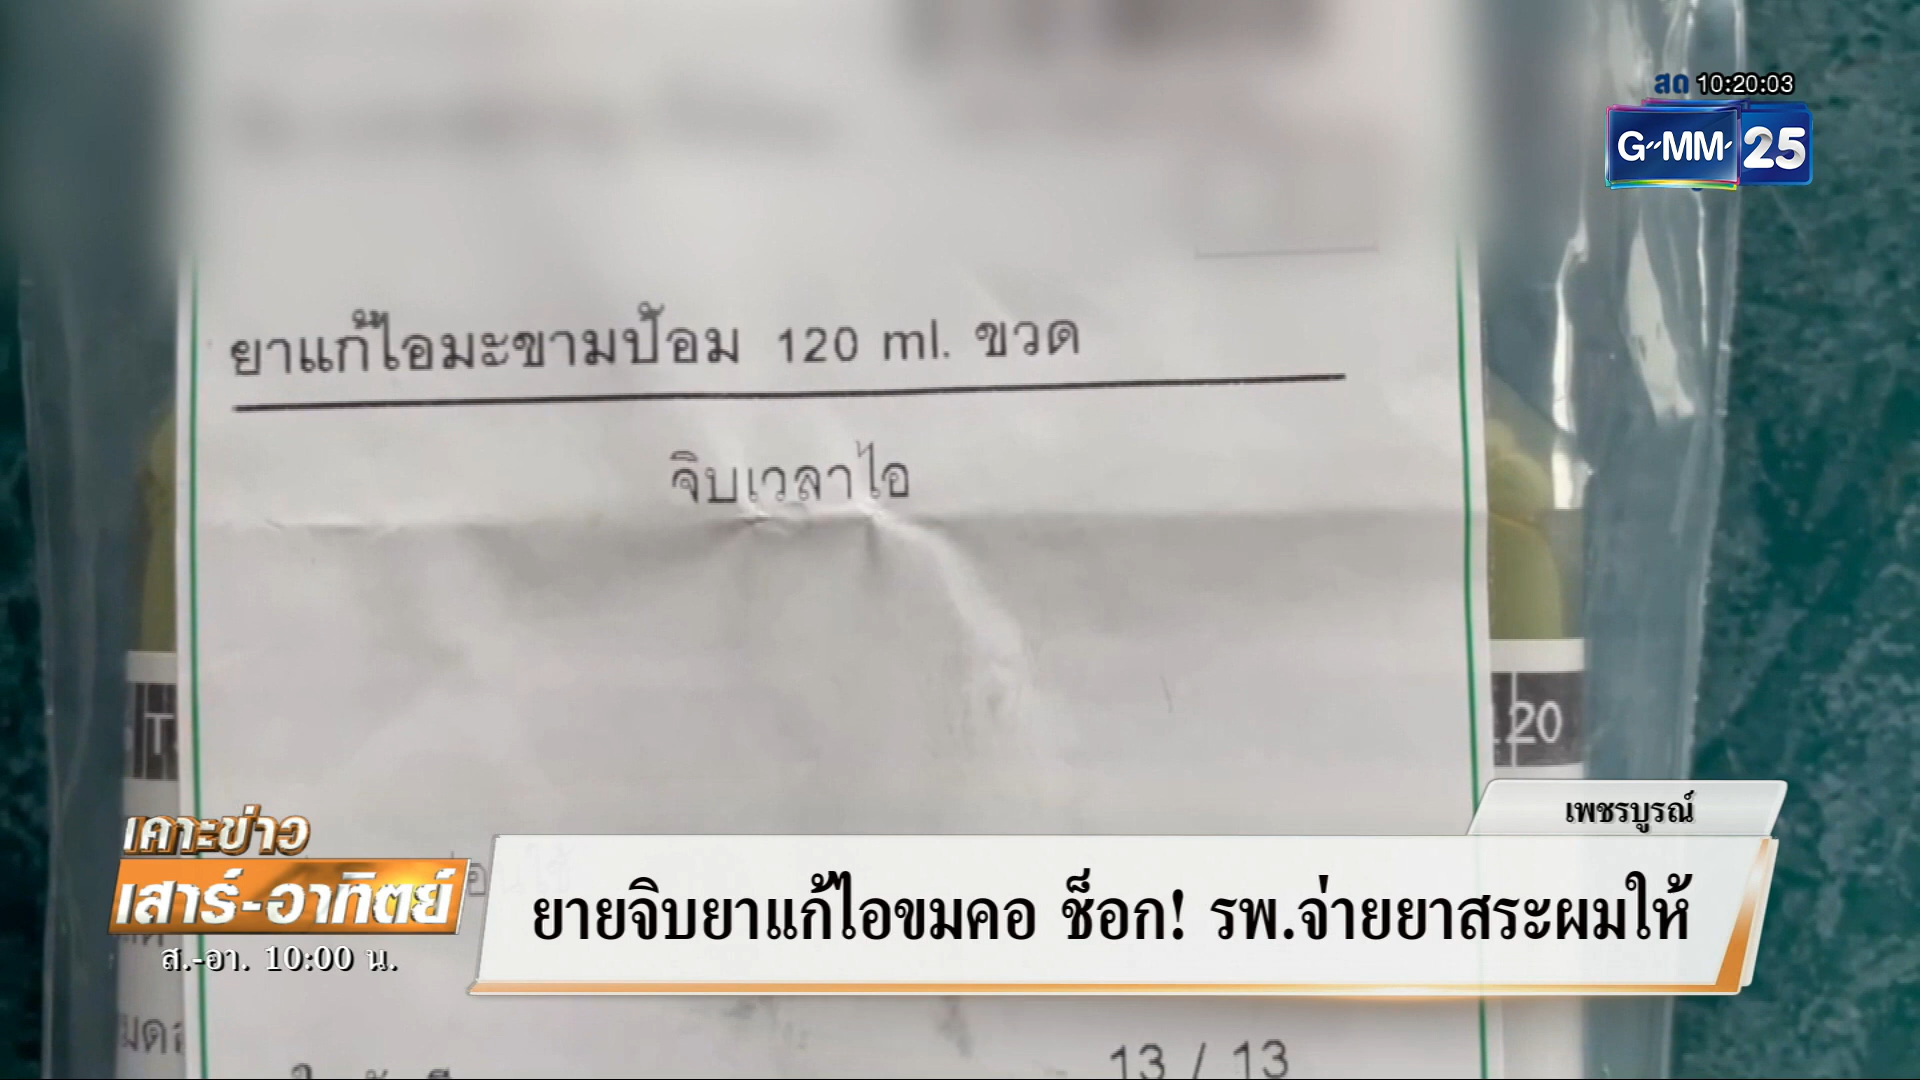 สด 10:20:03
G-MM 25
ยาแก้ไอมะขามป้อม 120 ml. ขวด
จิบเวลาไอ
120
เพชรบูรณ์
เคาะข่าว
เสาร์-อาทิตย์
ส.-อา. 10:00 น.
ยายจิบยาแก้ไอขมคอ ช็อก! รพ.จ่ายยาสระผมให้
13 / 13